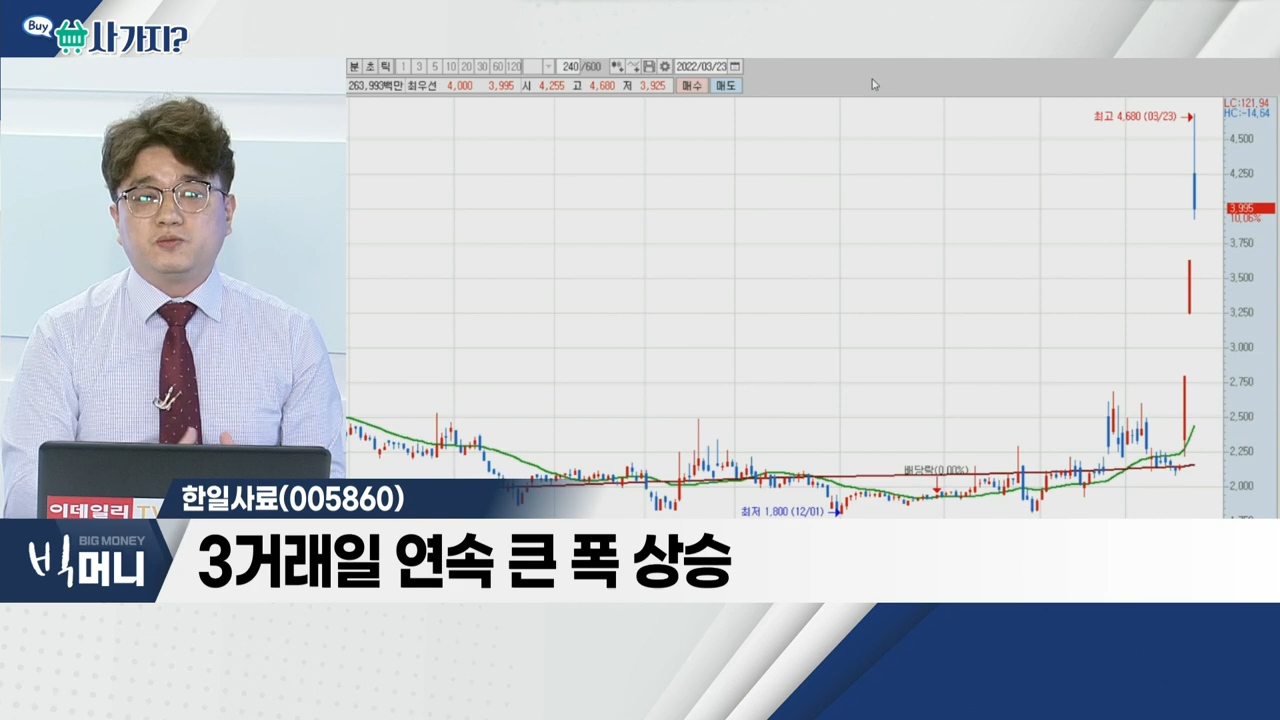 Buy 사가지?
분 초 틱 1 3 5 10 20 30 60 120 240 /600 2022/03/23
263,993백만 최우선 4,000 3,995 시 4,255 고 4,680 저 3,925 매수 매도
LC:121.94
HC:-14.64
최고 4,680 (03/23)
4,500
4,250
3,995
10.06%
3,750
3,500
3,250
3,000
2,750
2,500
2,250
배당락(0.00%)
2,000
최저 1,800 (12/01)
한일사료(005860)
이데일리 TV
빅머니 BIG MONEY
3거래일 연속 큰 폭 상승